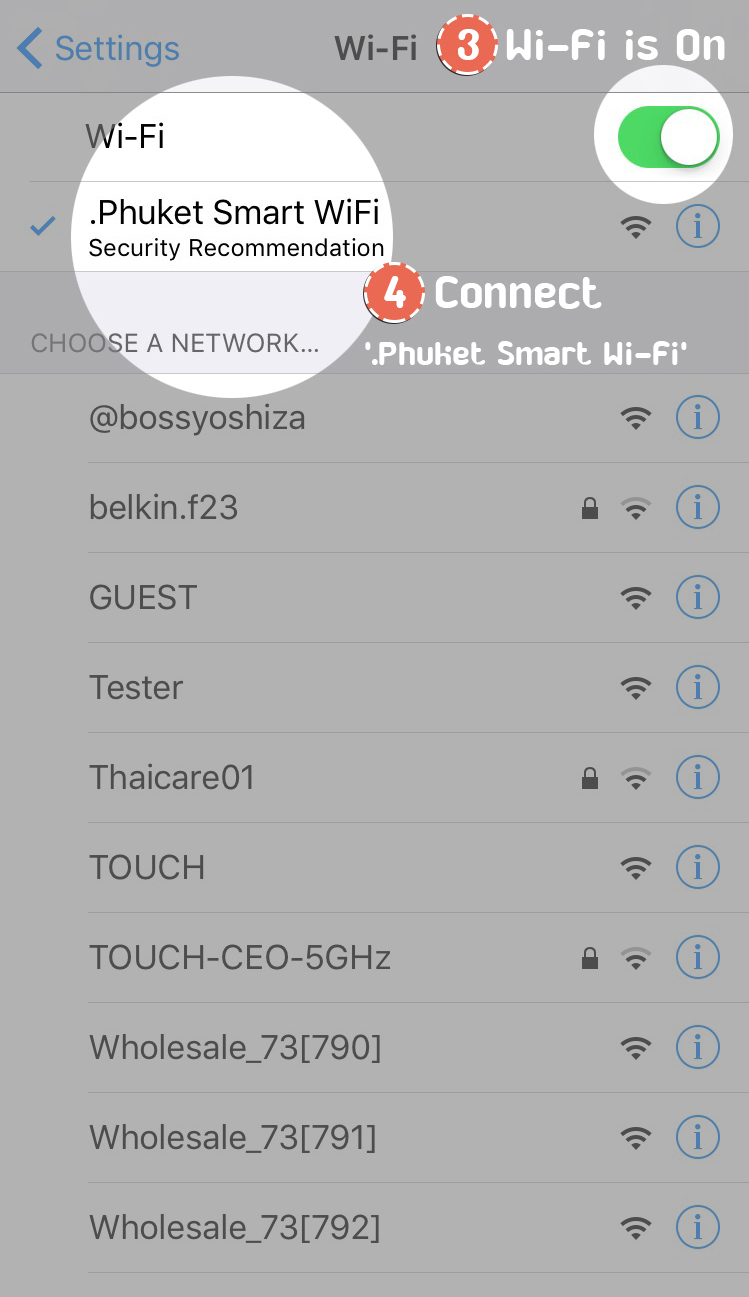 Settings Wi-Fi 3 Wi-Fi is On
Wi-Fi
.Phuket Smart WiFi
Security Recommendation
4 Connect
CHOOSE A NETWORK...
'.Phuket Smart Wi-Fi'
@bossyoshiza
belkin.f23
GUEST
Tester
Thaicare01
TOUCH
TOUCH-CEO-5GHz
Wholesale_73[790]
Wholesale_73[791]
Wholesale_73[792]